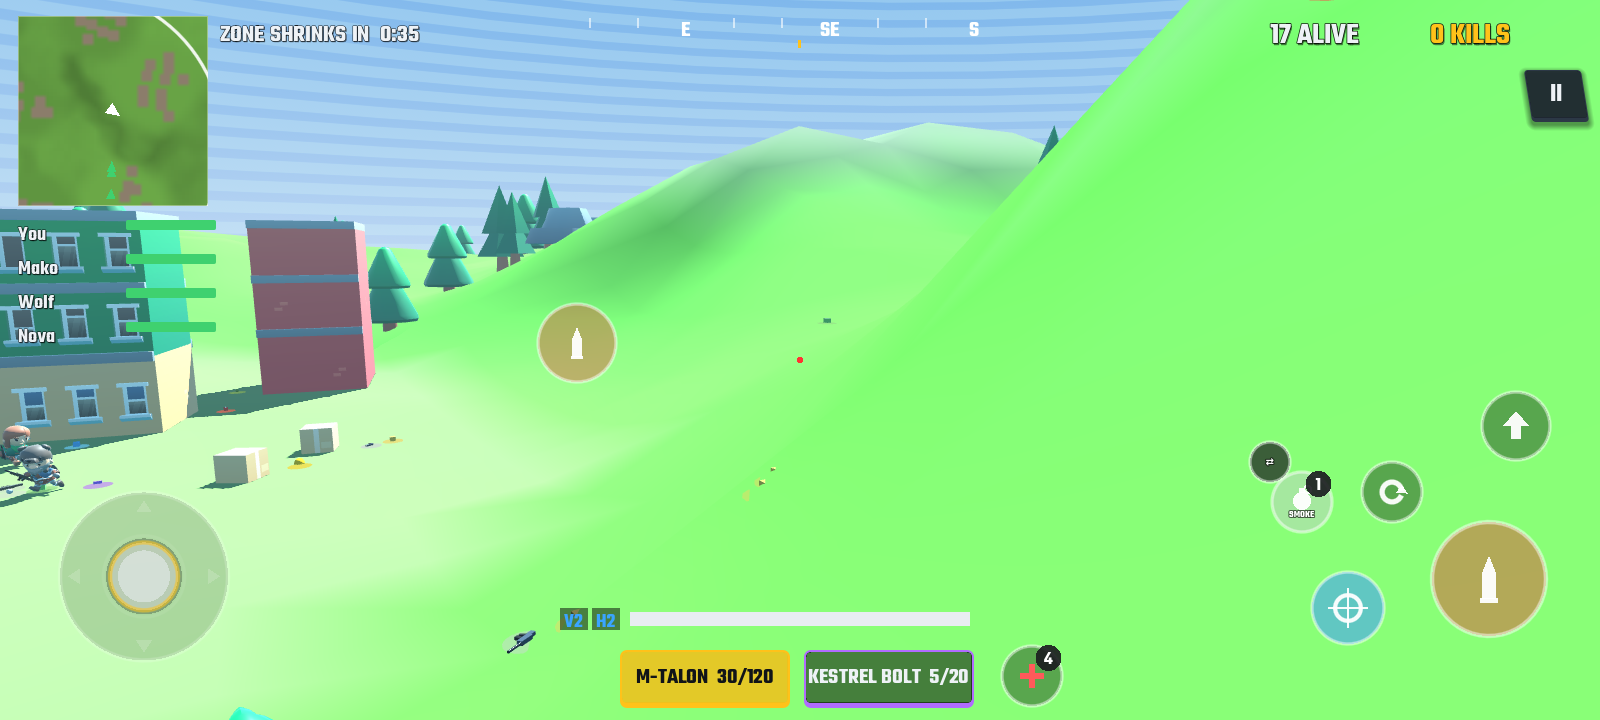 ZONE SHRINKS IN 0:35
E SE S
17 ALIVE 0 KILLS
You
Mako
Wolf
Nova
1
SMOKE
V2 H2
M-TALON 30/120
KESTREL BOLT 5/20
4